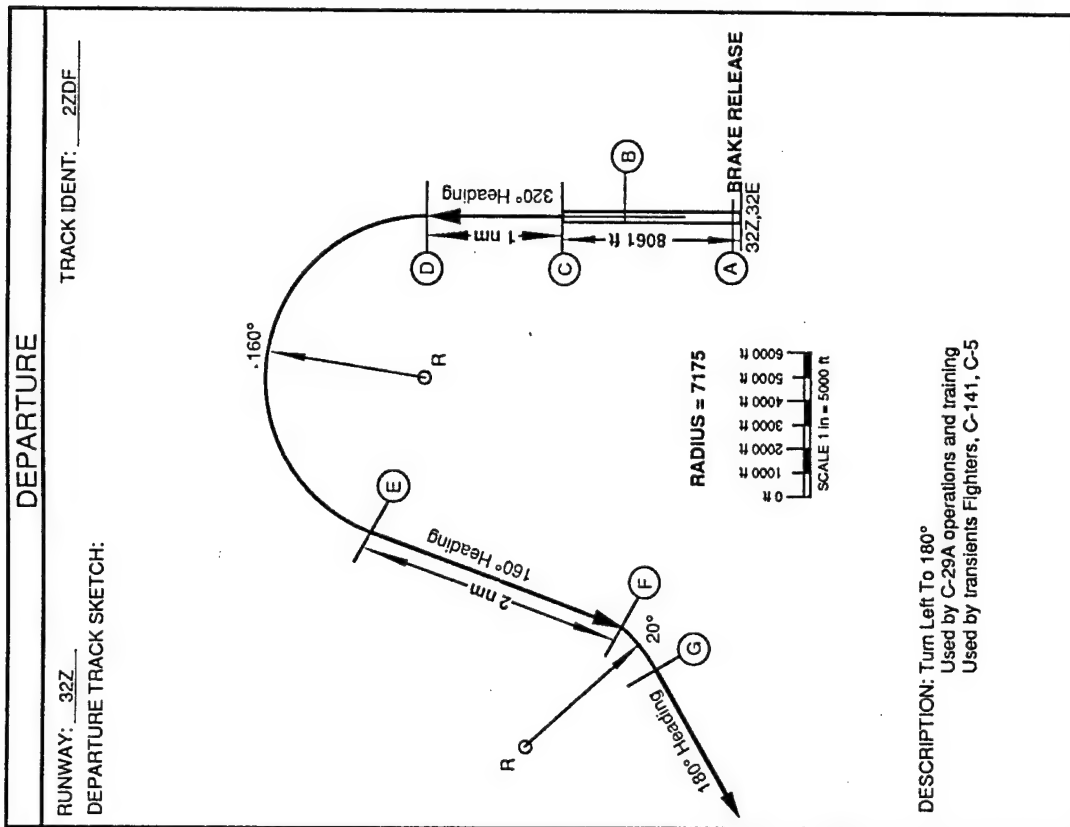 DEPARTURE
RUNWAY: 32Z
TRACK IDENT: 2ZDF
DEPARTURE TRACK SKETCH:
.160°
R
D
1 nm
320° Heading
C
8061 ft
B
A
BRAKE RELEASE
32Z,32E
E
2 nm
160° Heading
F
20°
G
R
180° Heading
RADIUS = 7175
0 ft
1000 ft
2000 ft
3000 ft
4000 ft
5000 ft
6000 ft
SCALE 1 in = 5000 ft
DESCRIPTION: Turn Left To 180°
Used by C-29A operations and training
Used by transients Fighters, C-141, C-5